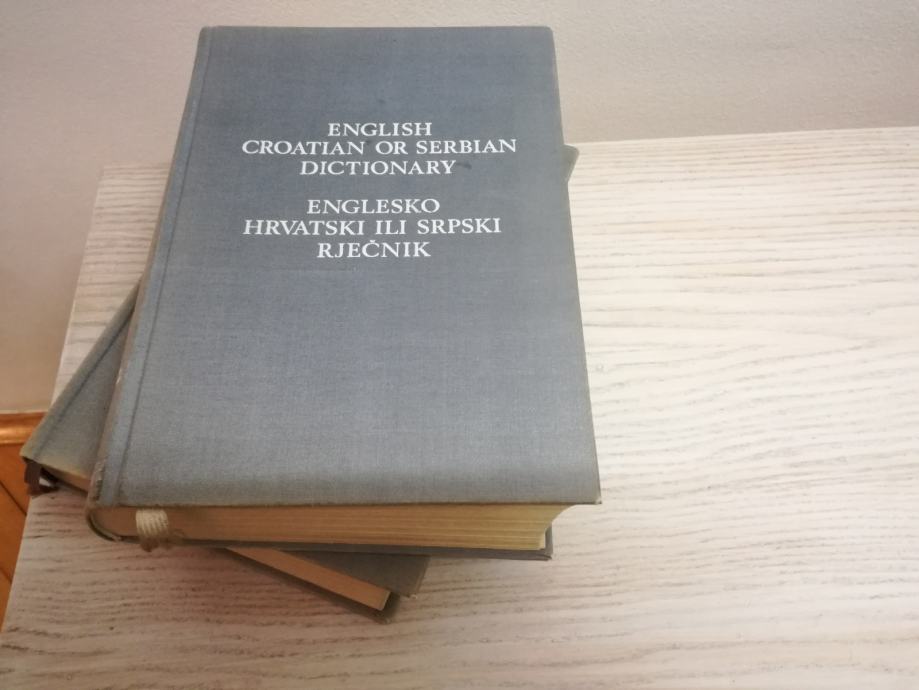 ENGLISH
CROATIAN OR SERBIAN
DICTIONARY
ENGLESKO
HRVATSKI ILI SRPSKI
RJEČNIK